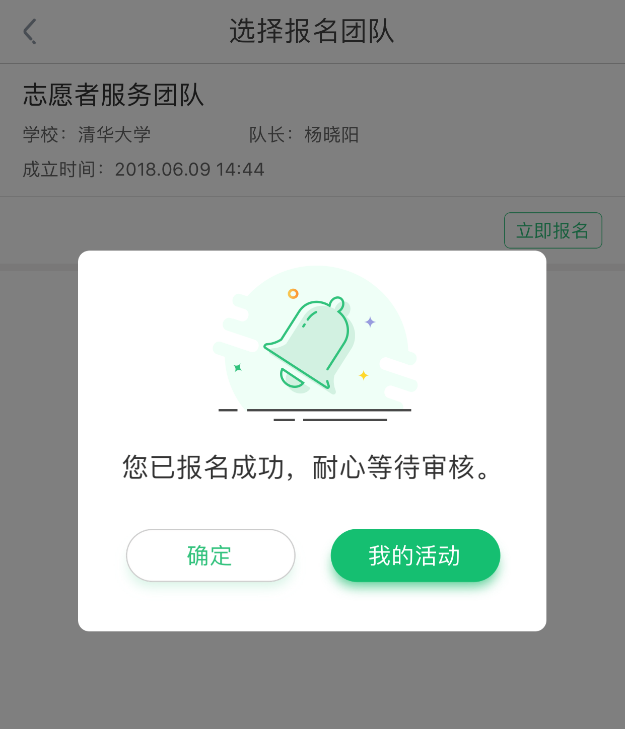 选择报名团队
志愿者服务团队
学校：清华大学 队长：杨晓阳
成立时间：2018.06.09 14:44
立即报名
您已报名成功，耐心等待审核。
确定 我的活动